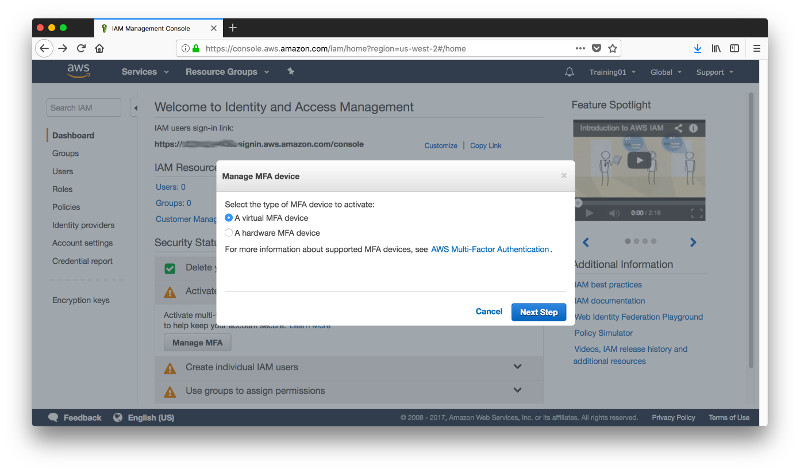 IAM Management Console
https://console.aws.amazon.com/iam/home?region=us-west-2#/home
aws
Services
Resource Groups
Training01
Global
Support
Search IAM
Dashboard
Groups
Users
Roles
Policies
Identity providers
Account settings
Credential report
Encryption keys
Welcome to Identity and Access Management
IAM users sign-in link:
https://signin.aws.amazon.com/console
Customize | Copy Link
IAM Resour
Users: 0
Groups: 0
Customer Manag
Security Statu
Delete y
Activate
Activate multi-
to help keep your account secure. Learn More
Manage MFA
Create individual IAM users
Use groups to assign permissions
Manage MFA device
Select the type of MFA device to activate:
A virtual MFA device
A hardware MFA device
For more information about supported MFA devices, see AWS Multi-Factor Authentication.
Cancel
Next Step
Feature Spotlight
Introduction to AWS IAM
0:00 / 2:16
Additional Information
IAM best practices
IAM documentation
Web Identity Federation Playground
Policy Simulator
Videos, IAM release history and
additional resources
Feedback
English (US)
© 2008 - 2017, Amazon Web Services, Inc. or its affiliates. All rights reserved.
Privacy Policy
Terms of Use